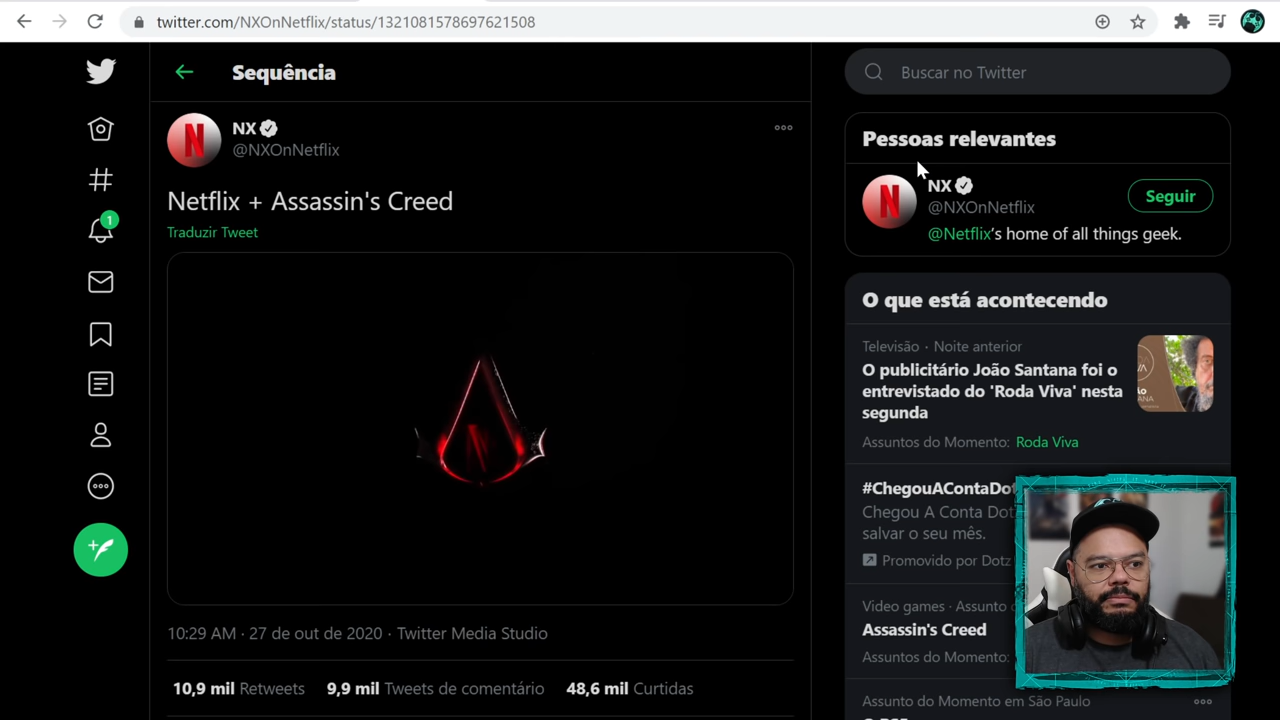 twitter.com/NXOnNetflix/status/1321081578697621508
Sequência
Buscar no Twitter
NX
@NXOnNetflix
Netflix + Assassin's Creed
Traduzir Tweet
10:29 AM · 27 de out de 2020 · Twitter Media Studio
10,9 mil Retweets 9,9 mil Tweets de comentário 48,6 mil Curtidas
1
Pessoas relevantes
NX
@NXOnNetflix
Seguir
@Netflix's home of all things geek.
O que está acontecendo
Televisão · Noite anterior
O publicitário João Santana foi o
entrevistado do 'Roda Viva' nesta
segunda
Assuntos do Momento: Roda Viva
#ChegouAContaDot
Chegou A Conta Dot
salvar o seu mês.
Promovido por Dotz
Video games · Assunto
Assassin's Creed
Assuntos do Momento:
Assunto do Momento em São Paulo